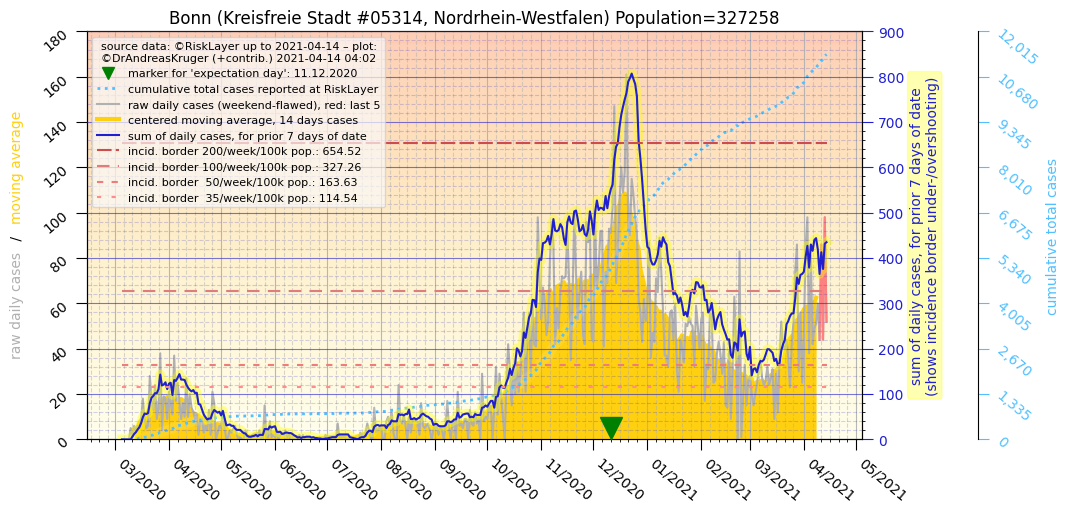 Bonn (Kreisfreie Stadt #05314, Nordrhein-Westfalen) Population=327258
source data: ©RiskLayer up to 2021-04-14 – plot:
©DrAndreasKruger (+contrib.) 2021-04-14 04:02
marker for 'expectation day': 11.12.2020
cumulative total cases reported at RiskLayer
raw daily cases (weekend-flawed), red: last 5
centered moving average, 14 days cases
sum of daily cases, for prior 7 days of date
incid. border 200/week/100k pop.: 654.52
incid. border 100/week/100k pop.: 327.26
incid. border  50/week/100k pop.: 163.63
incid. border  35/week/100k pop.: 114.54
raw daily cases / moving average
180
160
140
120
100
80
60
40
20
0
03/2020
04/2020
05/2020
06/2020
07/2020
08/2020
09/2020
10/2020
11/2020
12/2020
01/2021
02/2021
03/2021
04/2021
05/2021
900
800
700
600
500
400
300
200
100
0
sum of daily cases, for prior 7 days of date
(shows incidence border under-/overshooting)
12,015
10,680
9,345
8,010
6,675
5,340
4,005
2,670
1,335
0
cumulative total cases